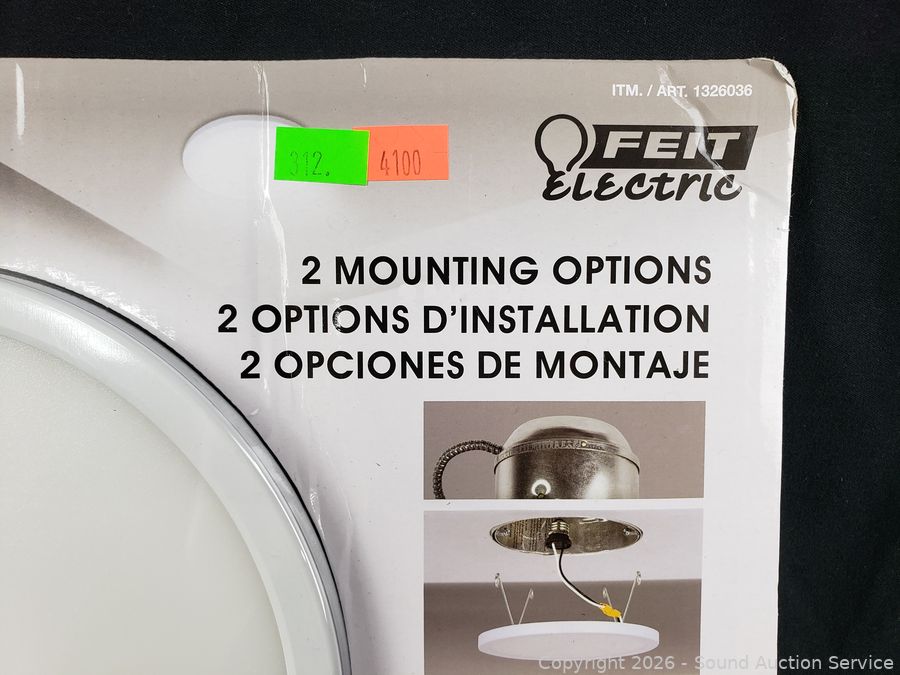 ITM. / ART. 1326036
FEIT
ELECTRIC
312.
4100
2 MOUNTING OPTIONS
2 OPTIONS D'INSTALLATION
2 OPCIONES DE MONTAJE
Copyright 2026 - Sound Auction Service